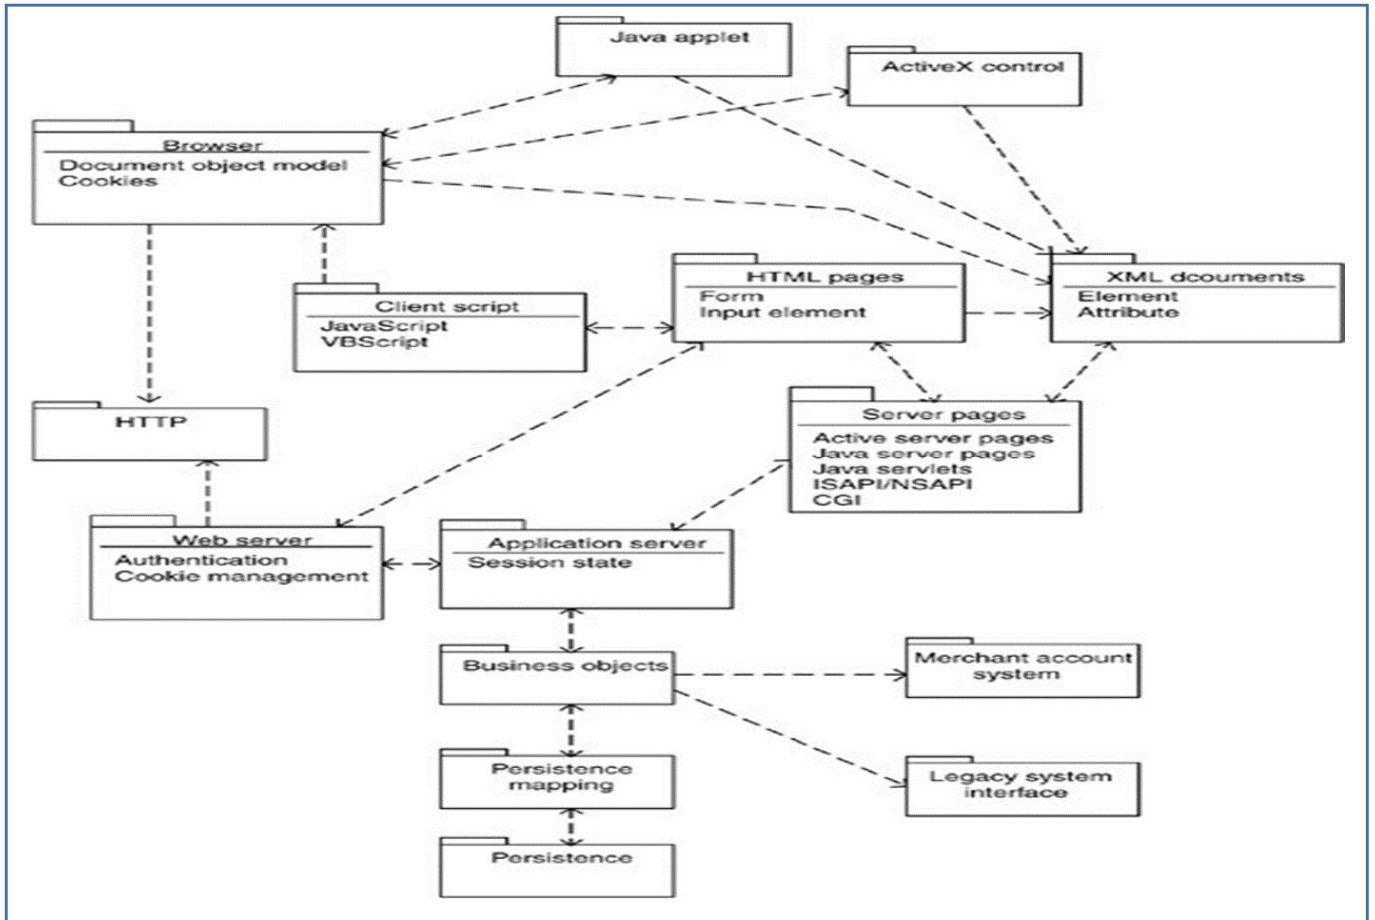 Java applet
ActiveX control
Browser
Document object model
Cookies
Client script
JavaScript
VBScript
HTML pages
Form
Input element
XML dcouments
Element
Attribute
HTTP
Server pages
Active server pages
Java server pages
Java servlets
ISAPI/NSAPI
CGI
Web server
Authentication
Cookie management
Application server
Session state
Business objects
Merchant account
system
Persistence
mapping
Legacy system
interface
Persistence